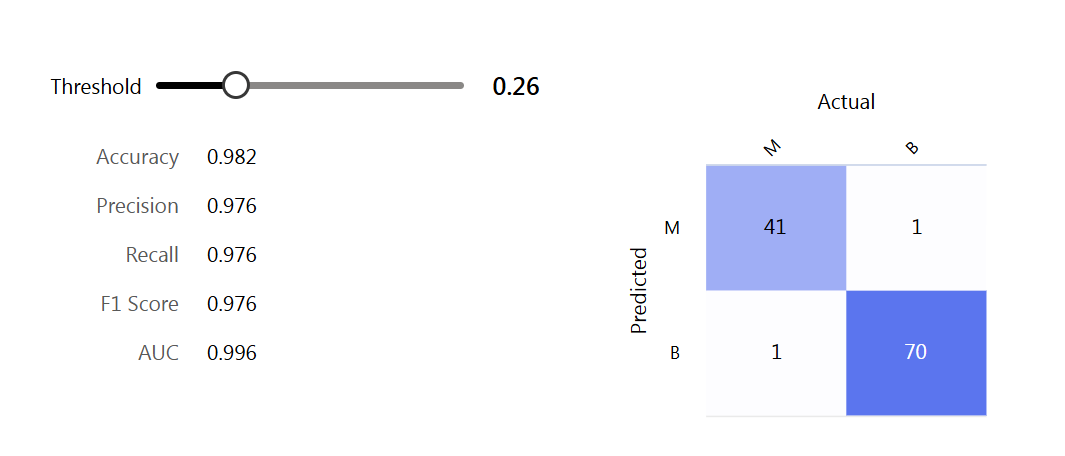 Threshold 0.26
Accuracy 0.982
Precision 0.976
Recall 0.976
F1 Score 0.976
AUC 0.996
Actual
M B
Predicted
M 41 1
B 1 70